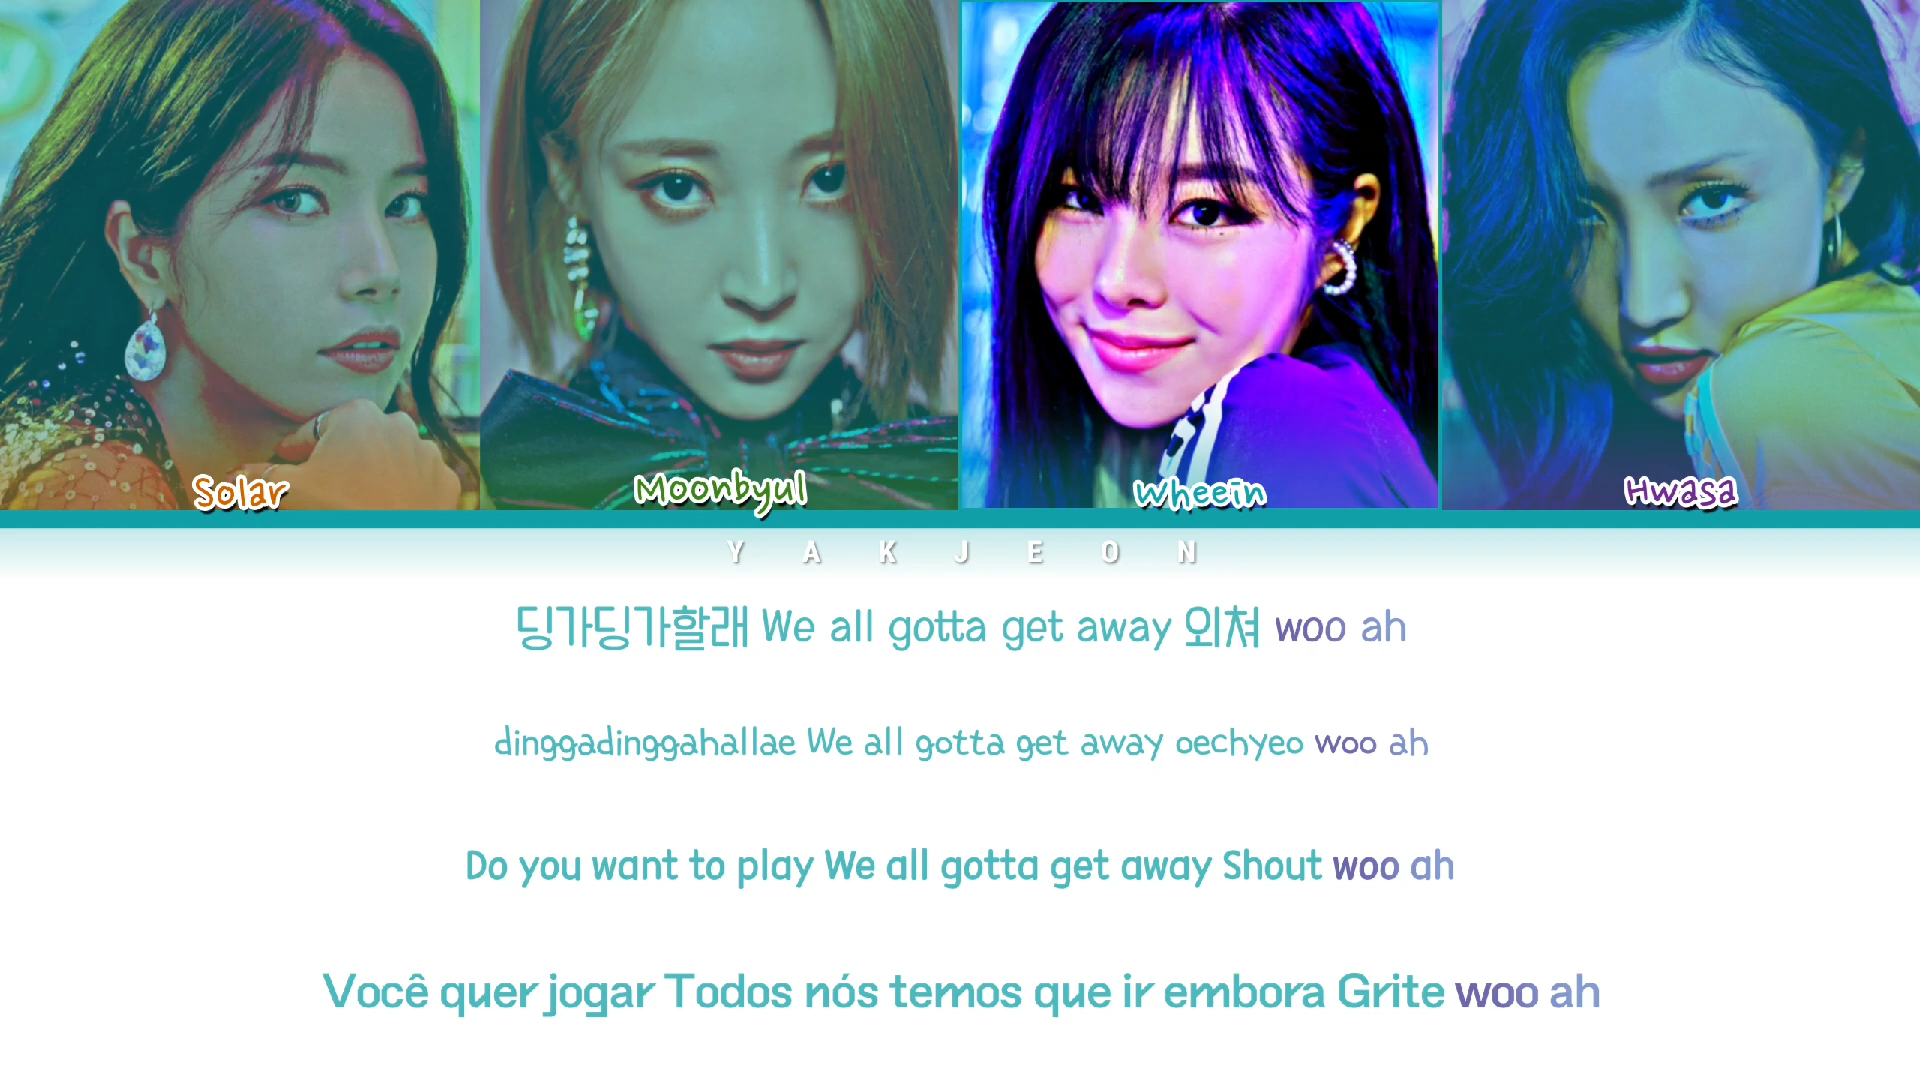 Solar Moonbyul Wheein Hwasa
YAKJEON
딩가딩가할래 We all gotta get away 외쳐 woo ah
dinggadinggahallae We all gotta get away oechyeo woo ah
Do you want to play We all gotta get away Shout woo ah
Você quer jogar Todos nós temos que ir embora Grite woo ah